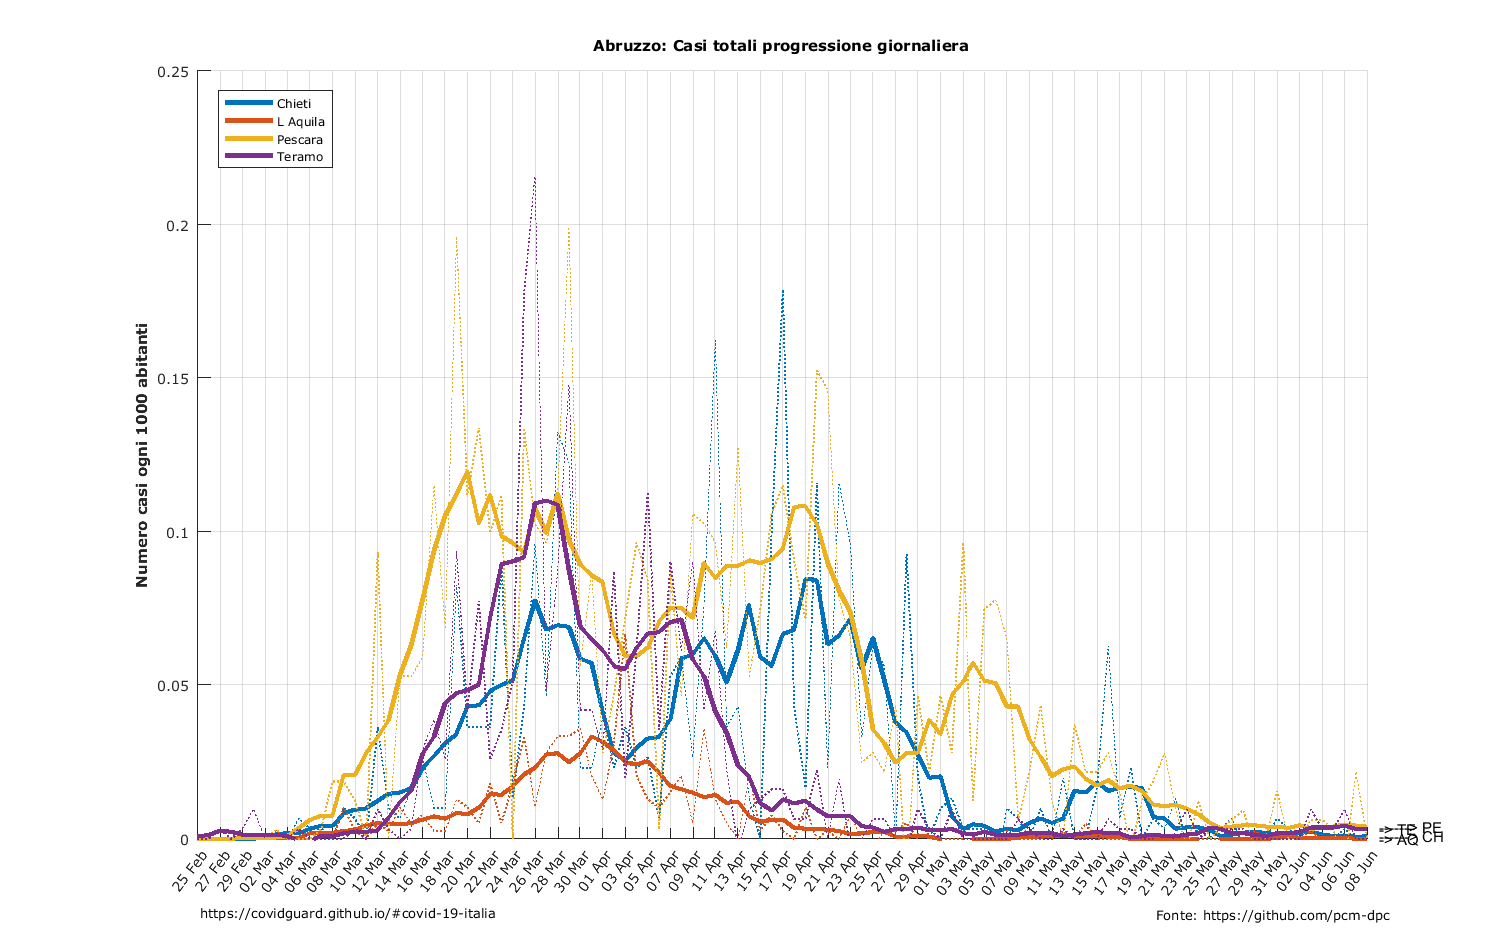 Abruzzo: Casi totali progressione giornaliera
Numero casi ogni 1000 abitanti
0.25
0.2
0.15
0.1
0.05
0
Chieti
L Aquila
Pescara
Teramo
25 Feb
27 Feb
29 Feb
02 Mar
04 Mar
06 Mar
08 Mar
10 Mar
12 Mar
14 Mar
16 Mar
18 Mar
20 Mar
22 Mar
24 Mar
26 Mar
28 Mar
30 Mar
01 Apr
03 Apr
05 Apr
07 Apr
09 Apr
11 Apr
13 Apr
15 Apr
17 Apr
19 Apr
21 Apr
23 Apr
25 Apr
27 Apr
29 Apr
01 May
03 May
05 May
07 May
09 May
11 May
13 May
15 May
17 May
19 May
21 May
23 May
25 May
27 May
29 May
31 May
02 Jun
04 Jun
06 Jun
08 Jun
PE
TE
CH
AQ
https://covidguard.github.io/#covid-19-italia
Fonte: https://github.com/pcm-dpc